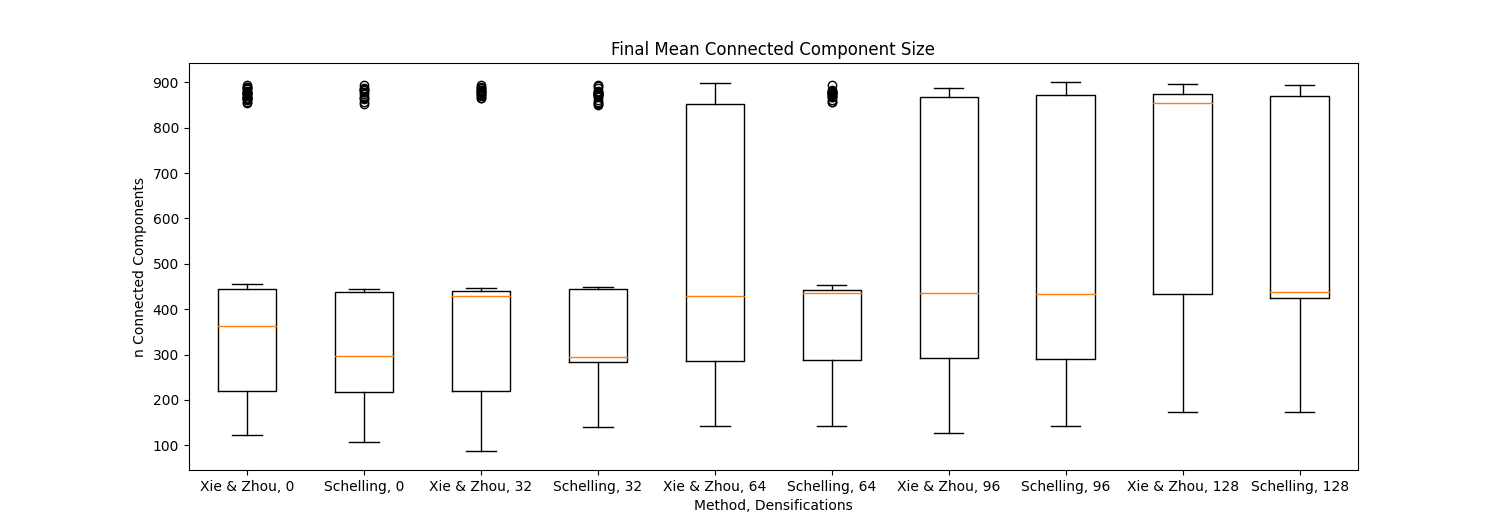 Final Mean Connected Component Size
n Connected Components
900
800
700
600
500
400
300
200
100
Xie & Zhou, 0 Schelling, 0 Xie & Zhou, 32 Schelling, 32 Xie & Zhou, 64 Schelling, 64 Xie & Zhou, 96 Schelling, 96 Xie & Zhou, 128 Schelling, 128
Method, Densifications